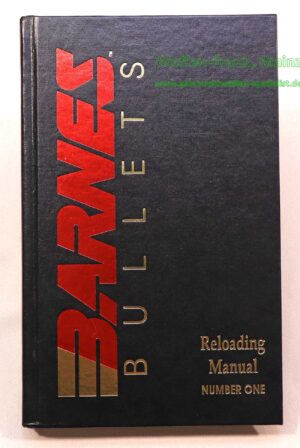 BARNES
BULLETS
Reloading
Manual
NUMBER ONE